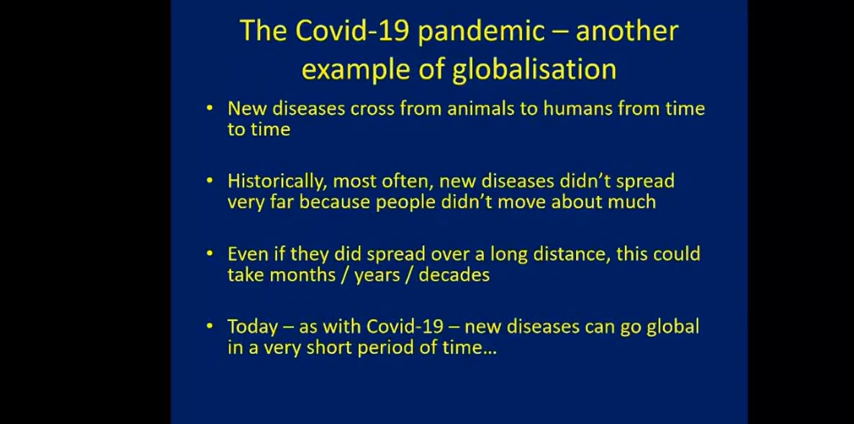 The Covid-19 pandemic – another
example of globalisation
• New diseases cross from animals to humans from time
to time
• Historically, most often, new diseases didn't spread
very far because people didn't move about much
• Even if they did spread over a long distance, this could
take months / years / decades
• Today – as with Covid-19 – new diseases can go global
in a very short period of time...